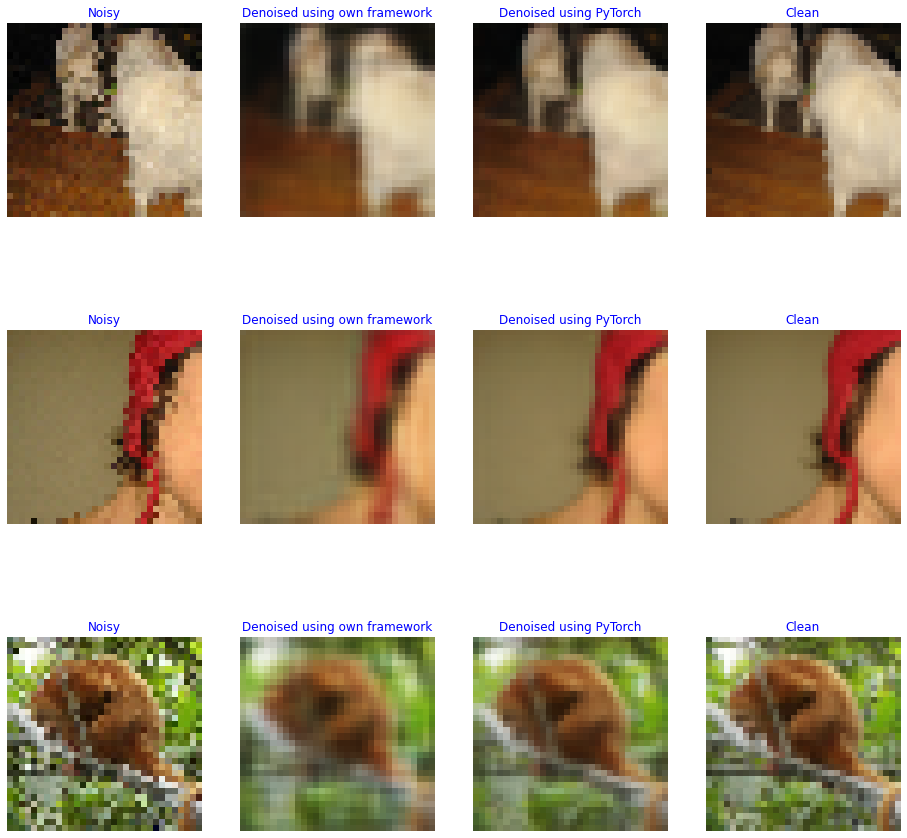 Noisy
Denoised using own framework
Denoised using PyTorch
Clean
Noisy
Denoised using own framework
Denoised using PyTorch
Clean
Noisy
Denoised using own framework
Denoised using PyTorch
Clean